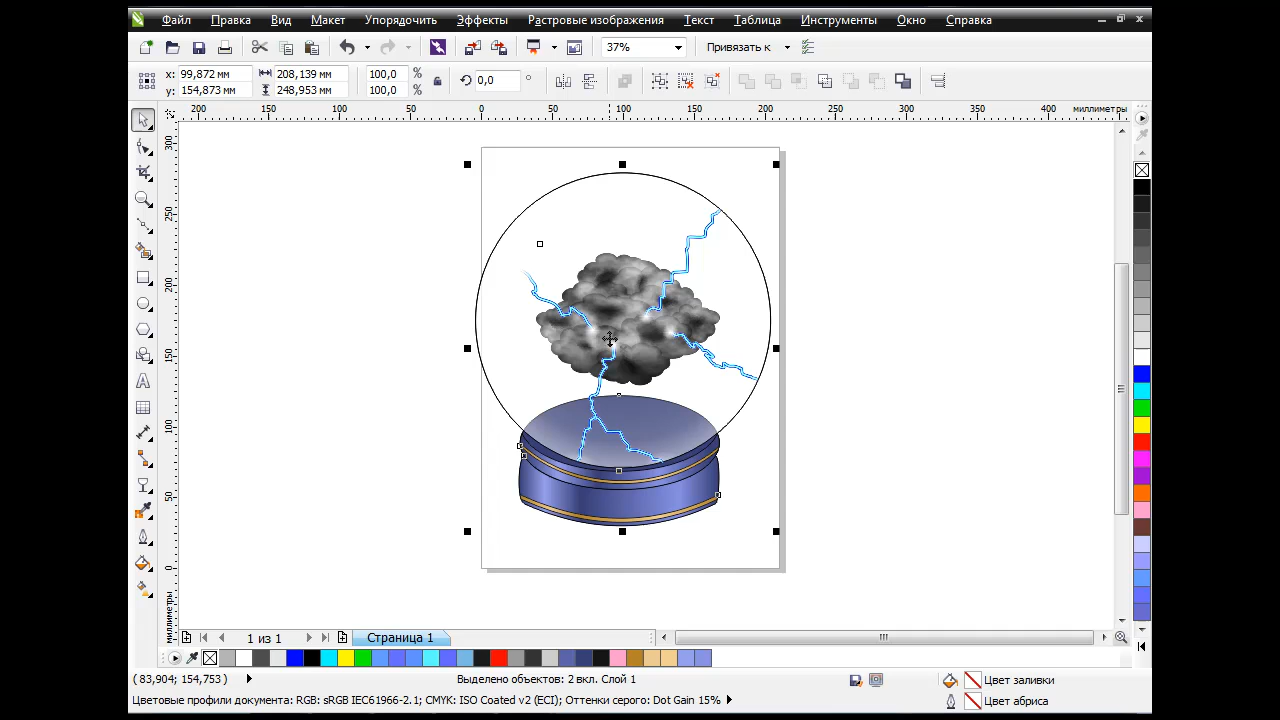 Файл Правка Вид Макет Упорядочить Эффекты Растровые изображения Текст Таблица Инструменты Окно Справка
37% Привязать к
x: 99,872 мм 208,139 мм 100,0 % 0,0 °
y: 154,873 мм 248,953 мм 100,0 %
200 150 100 50 0 50 100 150 200 250 300 350 400 миллиметры
300
250
200
150
100
50
0
миллиметры
1 из 1 Страница 1
( 83,904; 154,753 ) Выделено объектов: 2 вкл. Слой 1 Цвет заливки
Цветовые профили документа: RGB: sRGB IEC61966-2.1; CMYK: ISO Coated v2 (ECI); Оттенки серого: Dot Gain 15% Цвет абриса